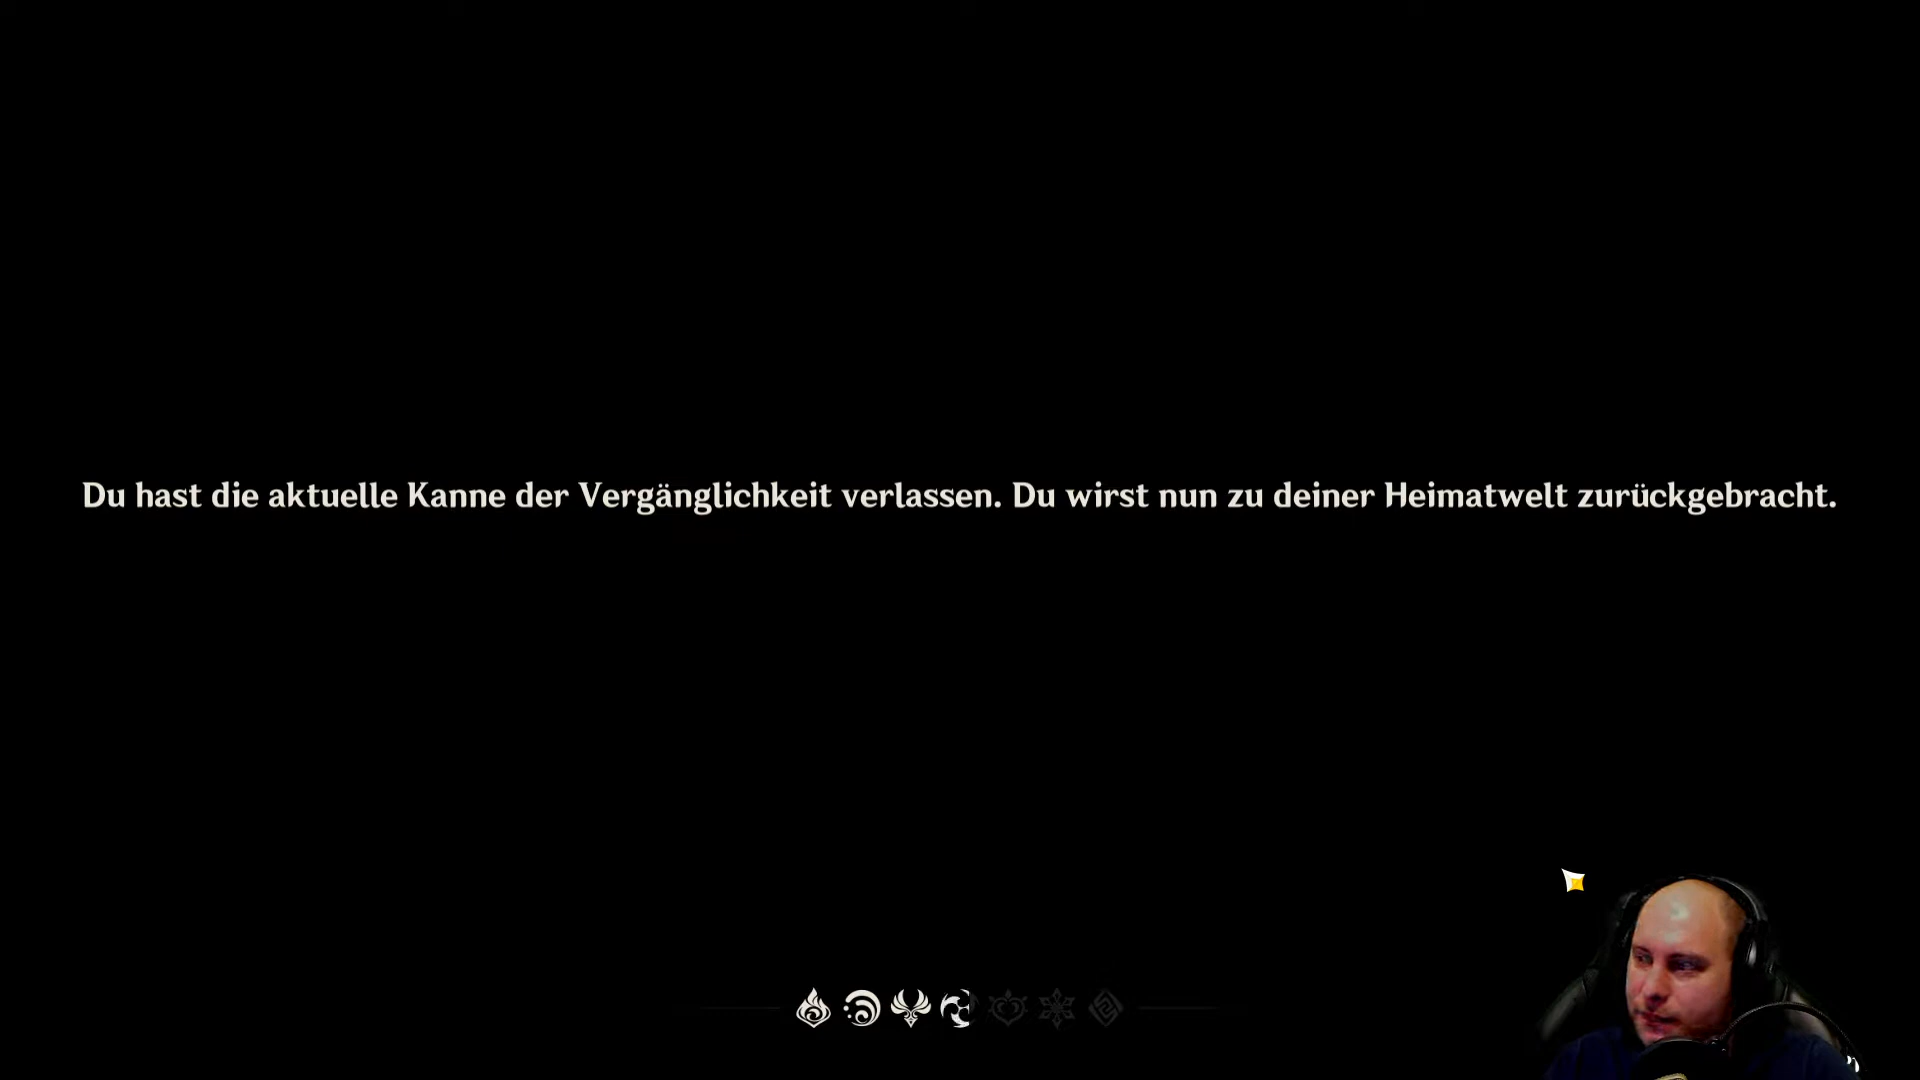 Du hast die aktuelle Kanne der Vergänglichkeit verlassen. Du wirst nun zu deiner Heimatwelt zurückgebracht.